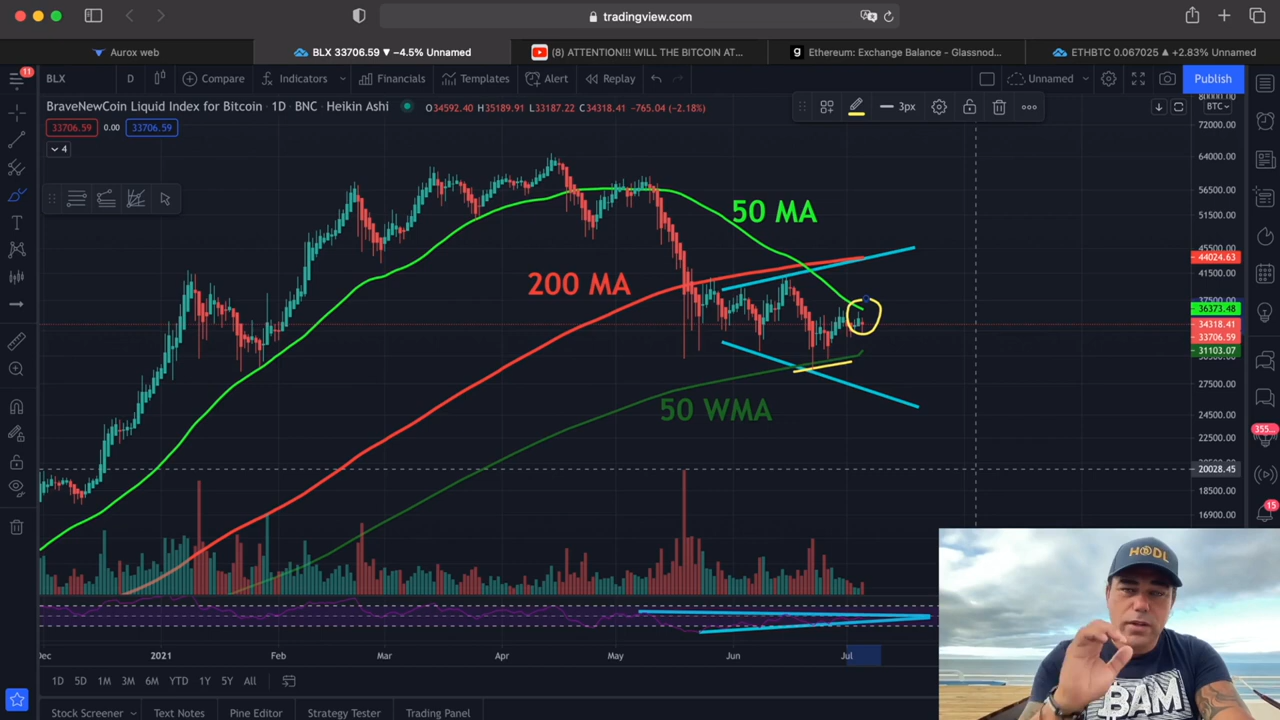 tradingview.com
Aurox web
BLX 33706.59 ▼ −4.5% Unnamed
(8) ATTENTION!!! WILL THE BITCOIN AT...
Ethereum: Exchange Balance - Glassnod...
ETHBTC 0.067025 ▲ +2.83% Unnamed
11
BLX
D
Compare
Indicators
Financials
Templates
Alert
Replay
Unnamed
Publish
BraveNewCoin Liquid Index for Bitcoin · 1D · BNC · Heikin Ashi
O34592.40 H35189.91 L33187.22 C34318.41 −765.04 (−2.18%)
3px
BTC
33706.59
0.00
33706.59
4
50 MA
200 MA
50 WMA
80000.00
72000.00
64000.00
56500.00
51500.00
45500.00
44024.63
41500.00
37500.00
36373.48
34318.41
33706.59
31103.07
27500.00
24500.00
22500.00
20028.45
18500.00
16900.00
355...
15
HODL
BAM
Dec
2021
Feb
Mar
Apr
May
Jun
Jul
1D
5D
1M
3M
6M
YTD
1Y
5Y
ALL
Stock Screener
Text Notes
Pine Editor
Strategy Tester
Trading Panel